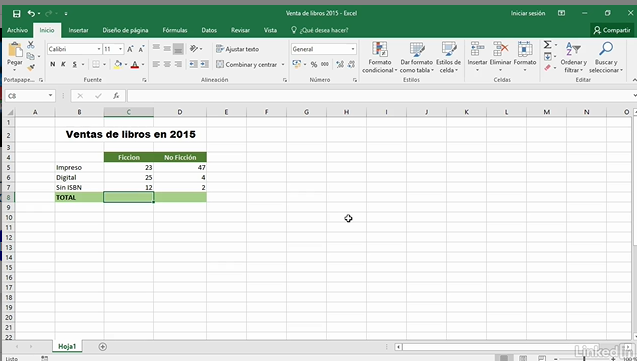 Venta de libros 2015 - Excel
Iniciar sesión
Archivo Inicio Insertar Diseño de página Fórmulas Datos Revisar Vista ¿Qué desea hacer? Compartir
Pegar
Calibri 11
N K S
Ajustar texto
Combinar y centrar
General
% 000
Formato condicional
Dar formato como tabla
Estilos de celda
Insertar Eliminar Formato
Ordenar y filtrar
Buscar y seleccionar
Portapape...
Fuente
Alineación
Número
Estilos
Celdas
Modificar
C8
fx
A B C D E F G H I J K L M N O
1
2 Ventas de libros en 2015
3
4 Ficcion No Ficción
5 Impreso 23 47
6 Digital 25 4
7 Sin ISBN 12 2
8 TOTAL
9
10
11
12
13
14
15
16
17
18
19
20
21
22
Hoja1
Listo
LinkedIn